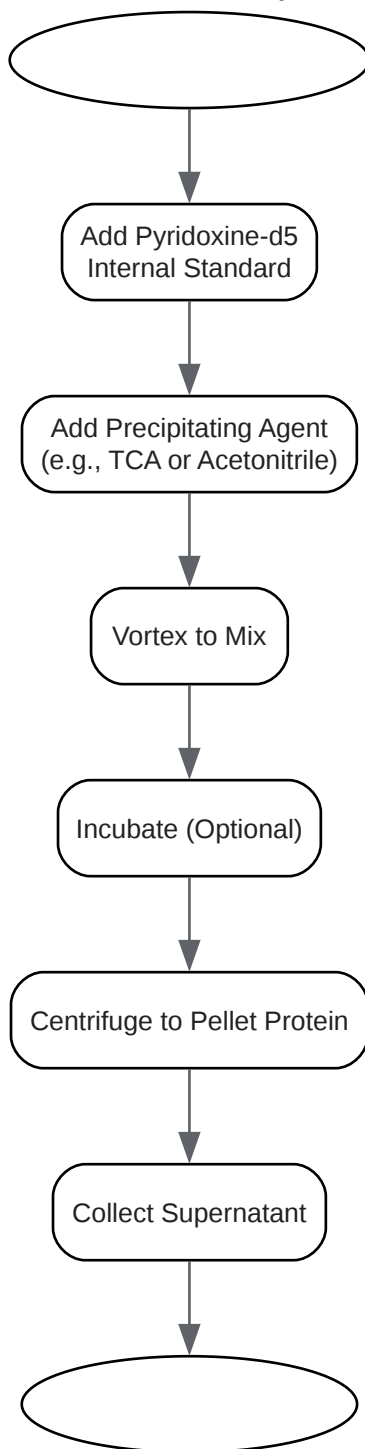 Add Pyridoxine-d5
Internal Standard
Add Precipitating Agent
(e.g., TCA or Acetonitrile)
Vortex to Mix
Incubate (Optional)
Centrifuge to Pellet Protein
Collect Supernatant